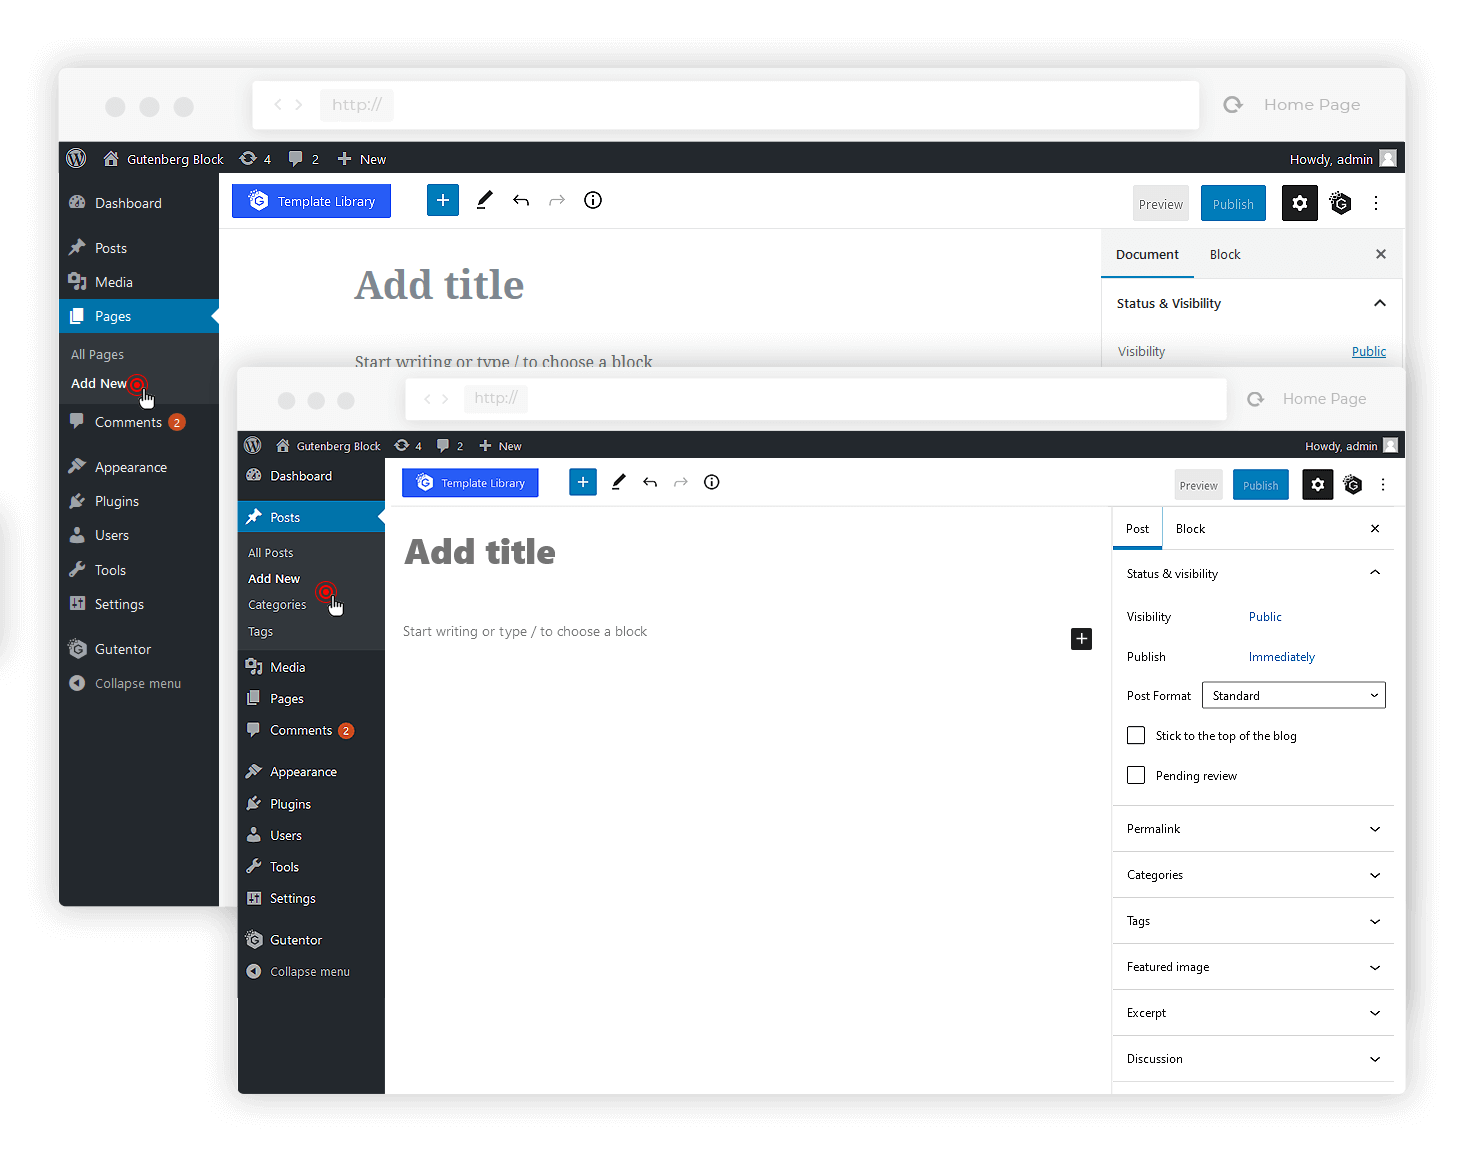 http://
Home Page
Gutenberg Block
4
2
New
Howdy, admin
Dashboard
Posts
Media
Pages
All Pages
Add New
Comments 2
Appearance
Plugins
Users
Tools
Settings
Gutentor
Collapse menu
Template Library
Preview
Publish
Add title
Start writing or type / to choose a block
Document
Block
Status & Visibility
Visibility
Public
http://
Home Page
Gutenberg Block
4
2
New
Howdy, admin
Dashboard
Posts
All Posts
Add New
Categories
Tags
Media
Pages
Comments 2
Appearance
Plugins
Users
Tools
Settings
Gutentor
Collapse menu
Template Library
Preview
Publish
Add title
Start writing or type / to choose a block
Post
Block
Status & visibility
Visibility
Public
Publish
Immediately
Post Format
Standard
Stick to the top of the blog
Pending review
Permalink
Categories
Tags
Featured image
Excerpt
Discussion